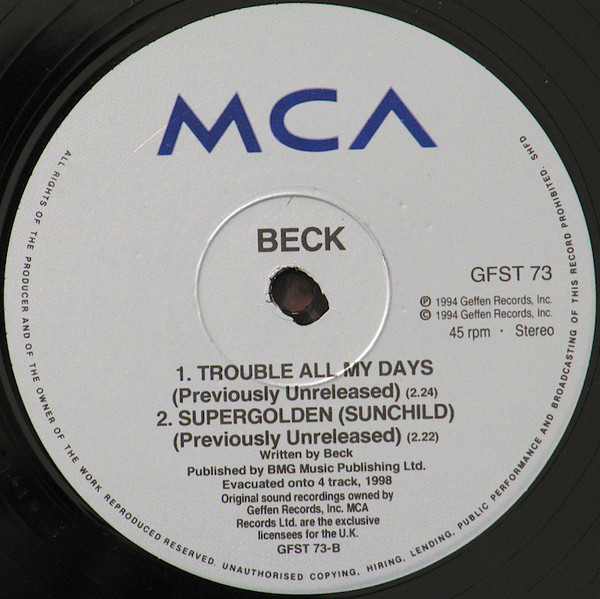 MCA
BECK
GFST 73
℗ 1994 Geffen Records, Inc.
© 1994 Geffen Records, Inc.
45 rpm · Stereo
1. TROUBLE ALL MY DAYS
(Previously Unreleased) (2.24)
2. SUPERGOLDEN (SUNCHILD)
(Previously Unreleased) (2.22)
Written by Beck
Published by BMG Music Publishing Ltd.
Evacuated onto 4 track, 1998
Original sound recordings owned by
Geffen Records, Inc. MCA
Records Ltd. are the exclusive
licensees for the U.K.
GFST 73-B
ALL RIGHTS OF THE PRODUCER AND OF THE OWNER OF THE WORK REPRODUCED RESERVED. UNAUTHORISED COPYING, HIRING, LENDING, PUBLIC PERFORMANCE AND BROADCASTING OF THIS RECORD PROHIBITED. SHFD